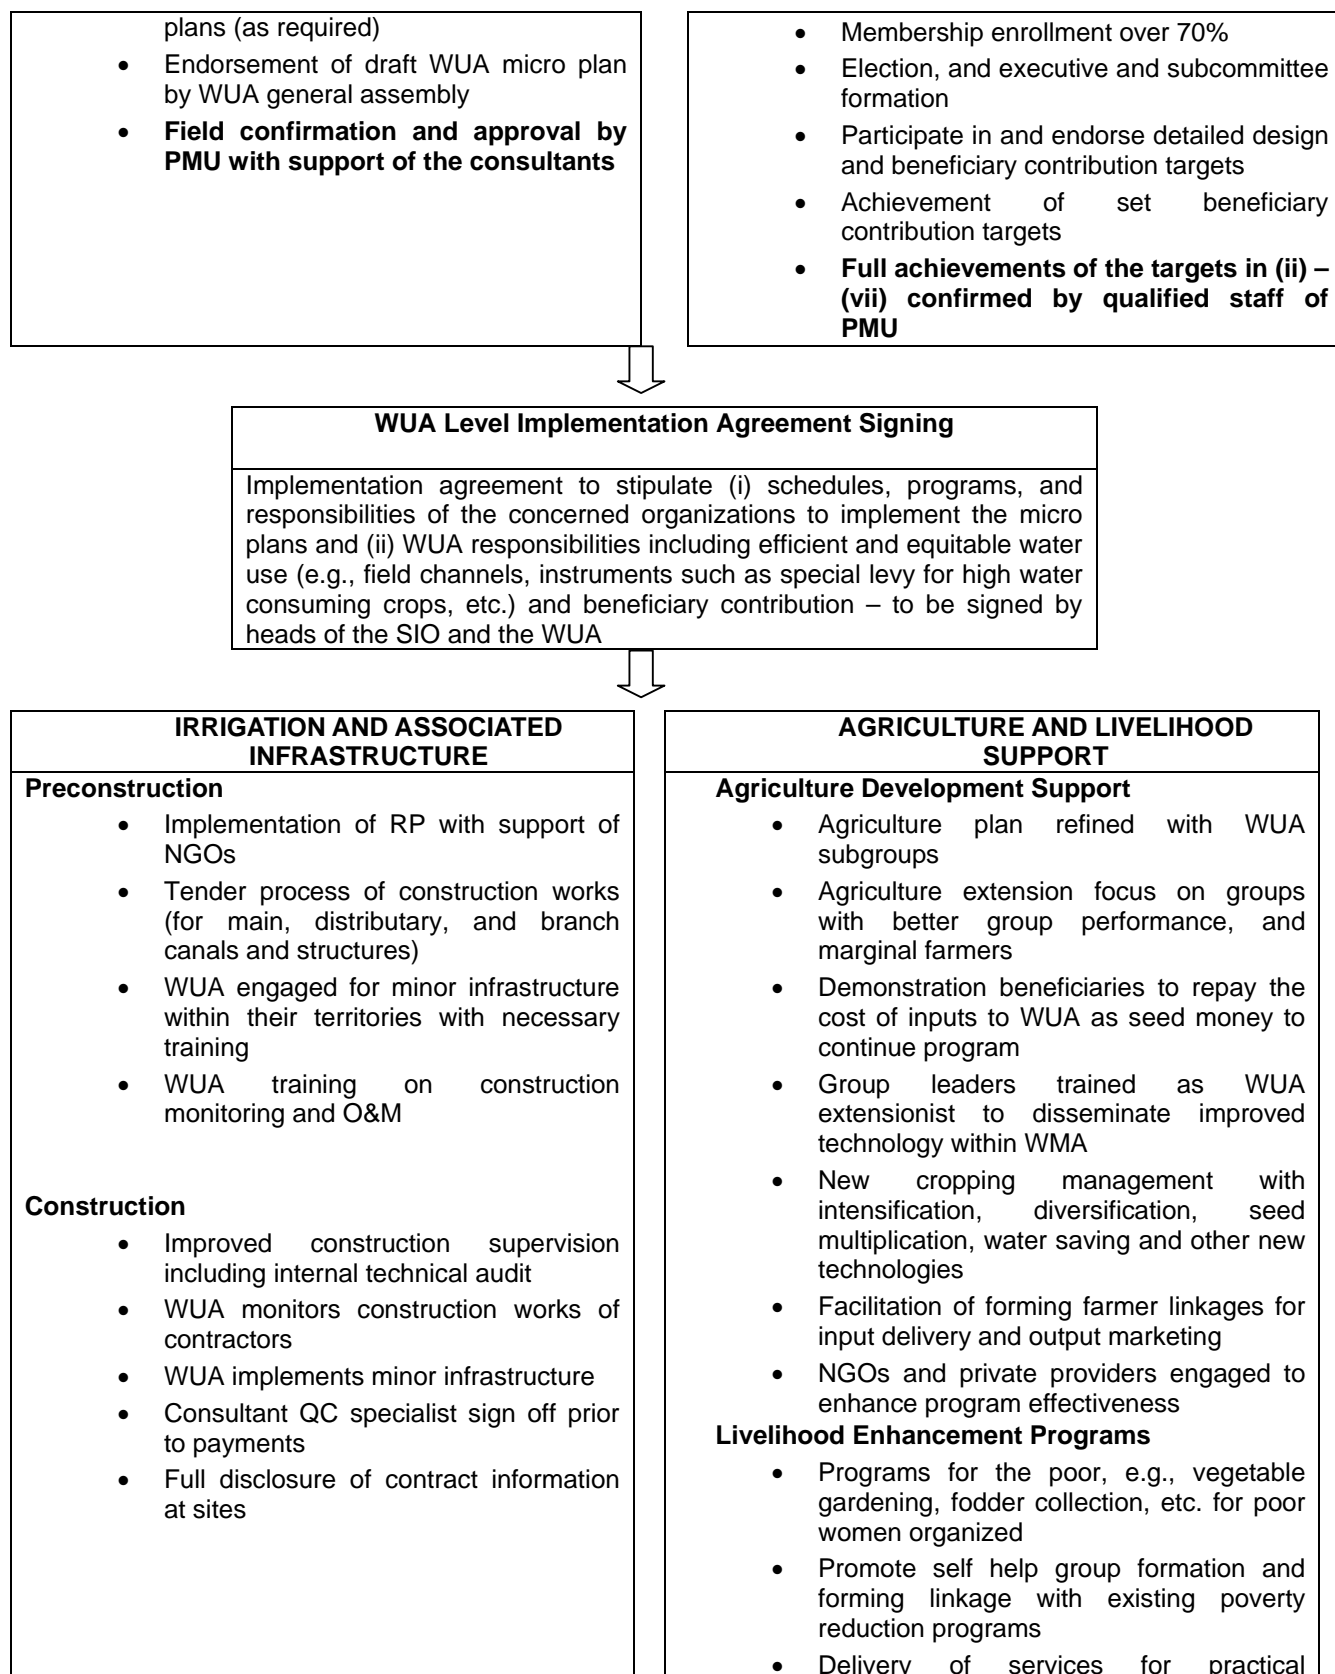 plans (as required)
• Endorsement of draft WUA micro plan
by WUA general assembly
• Field confirmation and approval by
PMU with support of the consultants
• Membership enrollment over 70%
• Election, and executive and subcommittee
formation
• Participate in and endorse detailed design
and beneficiary contribution targets
• Achievement of set beneficiary
contribution targets
• Full achievements of the targets in (ii) –
(vii) confirmed by qualified staff of
PMU
WUA Level Implementation Agreement Signing
Implementation agreement to stipulate (i) schedules, programs, and
responsibilities of the concerned organizations to implement the micro
plans and (ii) WUA responsibilities including efficient and equitable water
use (e.g., field channels, instruments such as special levy for high water
consuming crops, etc.) and beneficiary contribution – to be signed by
heads of the SIO and the WUA
IRRIGATION AND ASSOCIATED
INFRASTRUCTURE
Preconstruction
• Implementation of RP with support of
NGOs
• Tender process of construction works
(for main, distributary, and branch
canals and structures)
• WUA engaged for minor infrastructure
within their territories with necessary
training
• WUA training on construction
monitoring and O&M
Construction
• Improved construction supervision
including internal technical audit
• WUA monitors construction works of
contractors
• WUA implements minor infrastructure
• Consultant QC specialist sign off prior
to payments
• Full disclosure of contract information
at sites
AGRICULTURE AND LIVELIHOOD
SUPPORT
Agriculture Development Support
• Agriculture plan refined with WUA
subgroups
• Agriculture extension focus on groups
with better group performance, and
marginal farmers
• Demonstration beneficiaries to repay the
cost of inputs to WUA as seed money to
continue program
• Group leaders trained as WUA
extensionist to disseminate improved
technology within WMA
• New cropping management with
intensification, diversification, seed
multiplication, water saving and other new
technologies
• Facilitation of forming farmer linkages for
input delivery and output marketing
• NGOs and private providers engaged to
enhance program effectiveness
Livelihood Enhancement Programs
• Programs for the poor, e.g., vegetable
gardening, fodder collection, etc. for poor
women organized
• Promote self help group formation and
forming linkage with existing poverty
reduction programs
• Delivery of services for practical